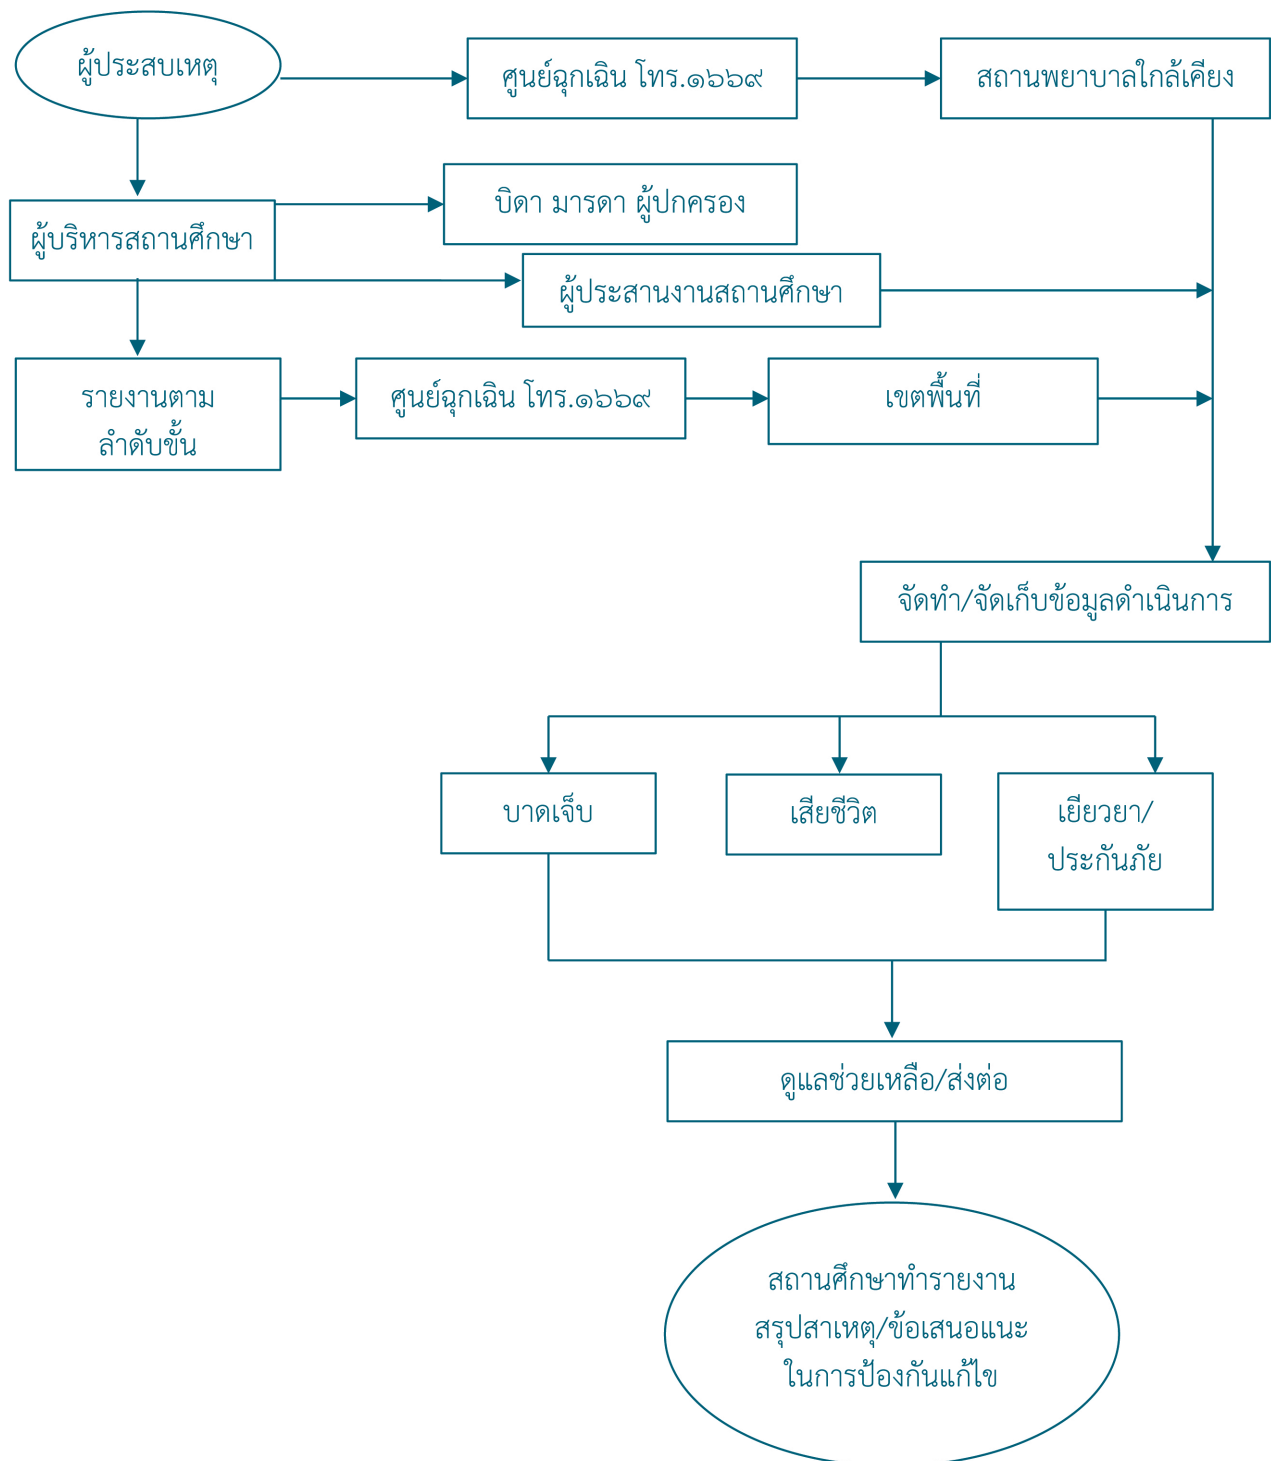 ผู้ประสบเหตุ
ศูนย์ฉุกเฉิน โทร.๑๖๖๙
สถานพยาบาลใกล้เคียง
บิดา มารดา ผู้ปกครอง
ผู้บริหารสถานศึกษา
ผู้ประสานงานสถานศึกษา
รายงานตาม
ลำดับขั้น
ศูนย์ฉุกเฉิน โทร.๑๖๖๙
เขตพื้นที่
จัดทำ/จัดเก็บข้อมูลดำเนินการ
บาดเจ็บ
เสียชีวิต
เยียวยา/
ประกันภัย
ดูแลช่วยเหลือ/ส่งต่อ
สถานศึกษาทำรายงาน
สรุปสาเหตุ/ข้อเสนอแนะ
ในการป้องกันแก้ไข